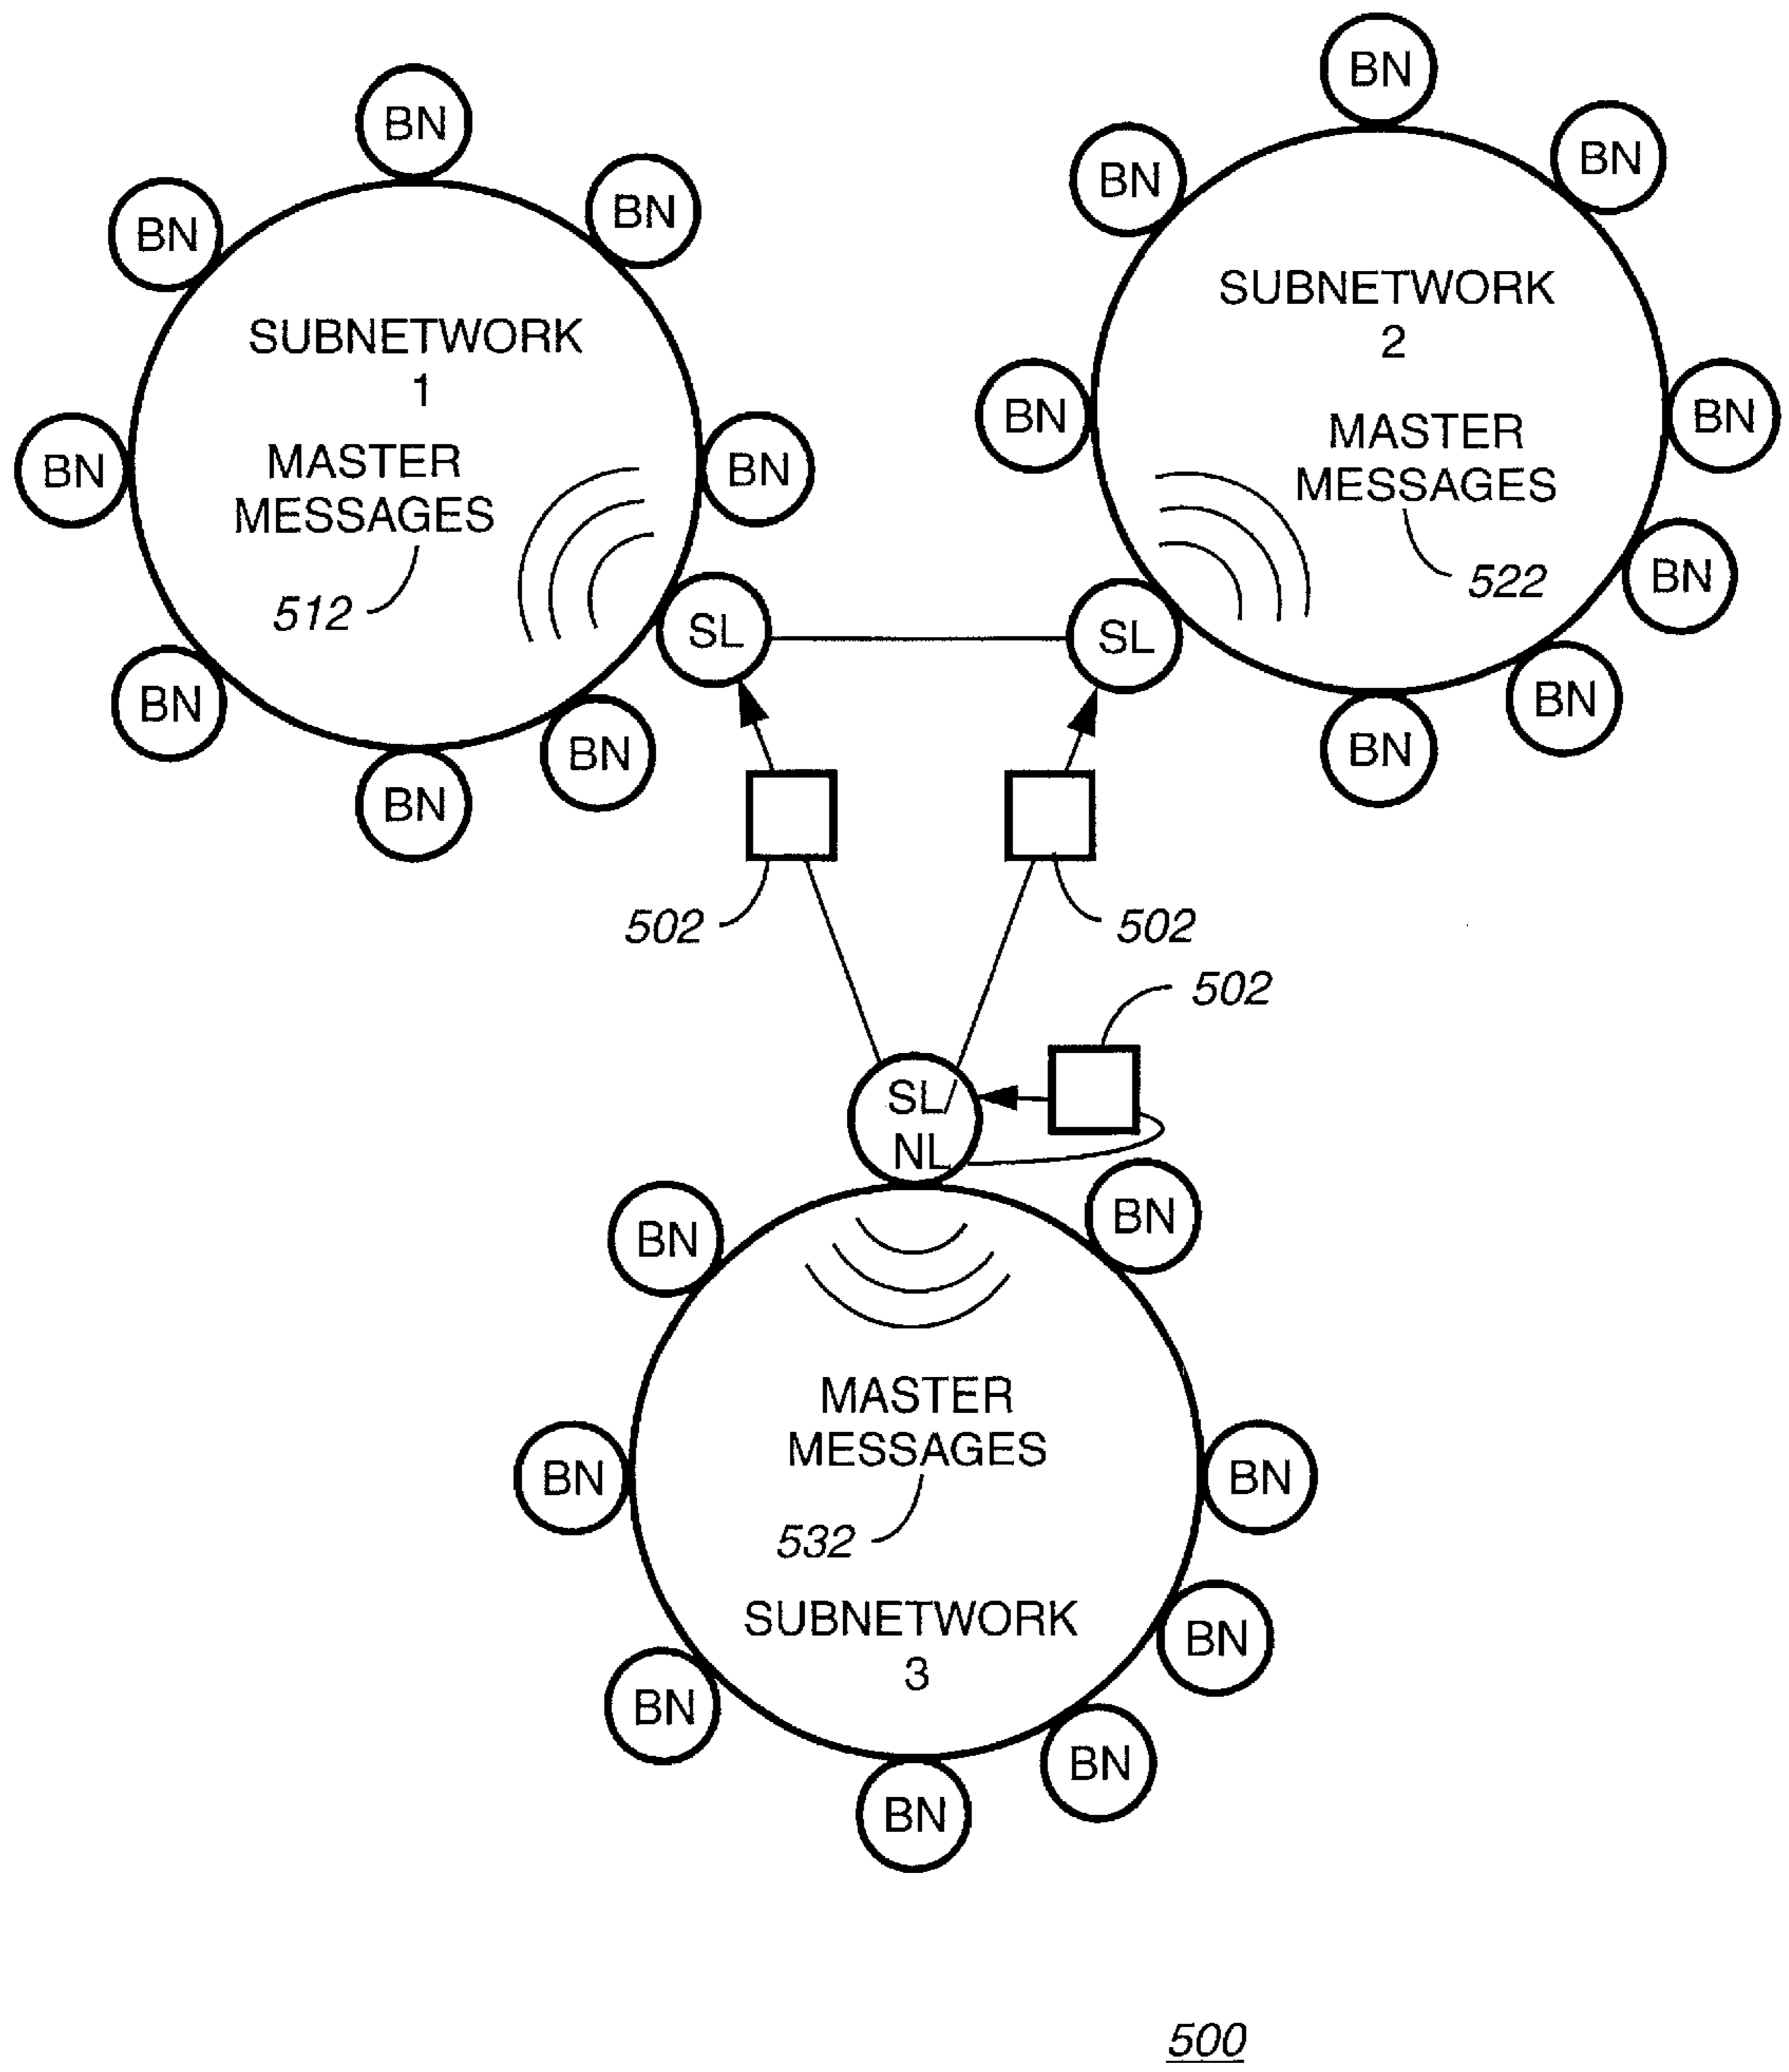 BN
BN
BN
BN
BN
BN
BN
BN
SUBNETWORK
1
MASTER
MESSAGES
512
SL
BN
BN
BN
BN
BN
BN
BN
BN
SUBNETWORK
2
MASTER
MESSAGES
522
SL
502
502
502
SL/
NL
BN
BN
BN
BN
BN
BN
BN
BN
MASTER
MESSAGES
532
SUBNETWORK
3
500